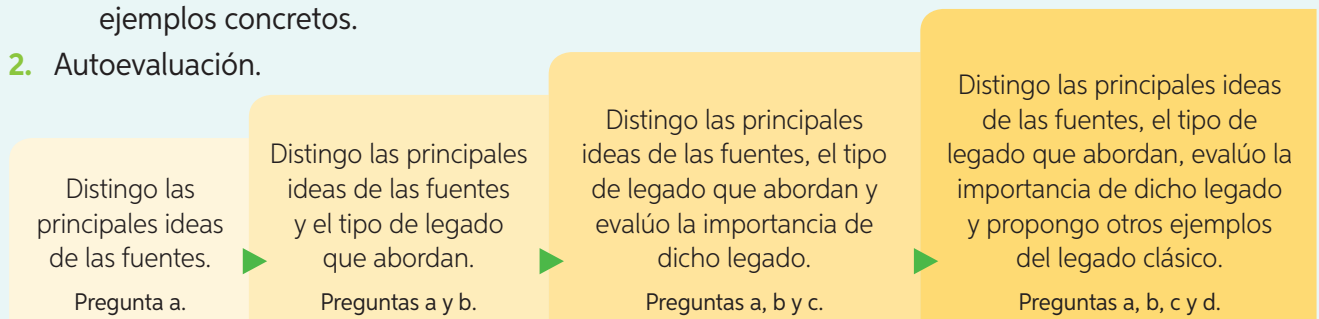 ejemplos concretos.
2. Autoevaluación.
Distingo las
principales ideas
de las fuentes.
Pregunta a.
Distingo las principales
ideas de las fuentes
y el tipo de legado
que abordan.
Preguntas a y b.
Distingo las principales
ideas de las fuentes, el tipo
de legado que abordan y
evalúo la importancia de
dicho legado.
Preguntas a, b y c.
Distingo las principales ideas
de las fuentes, el tipo de
legado que abordan, evalúo la
importancia de dicho legado
y propongo otros ejemplos
del legado clásico.
Preguntas a, b, c y d.